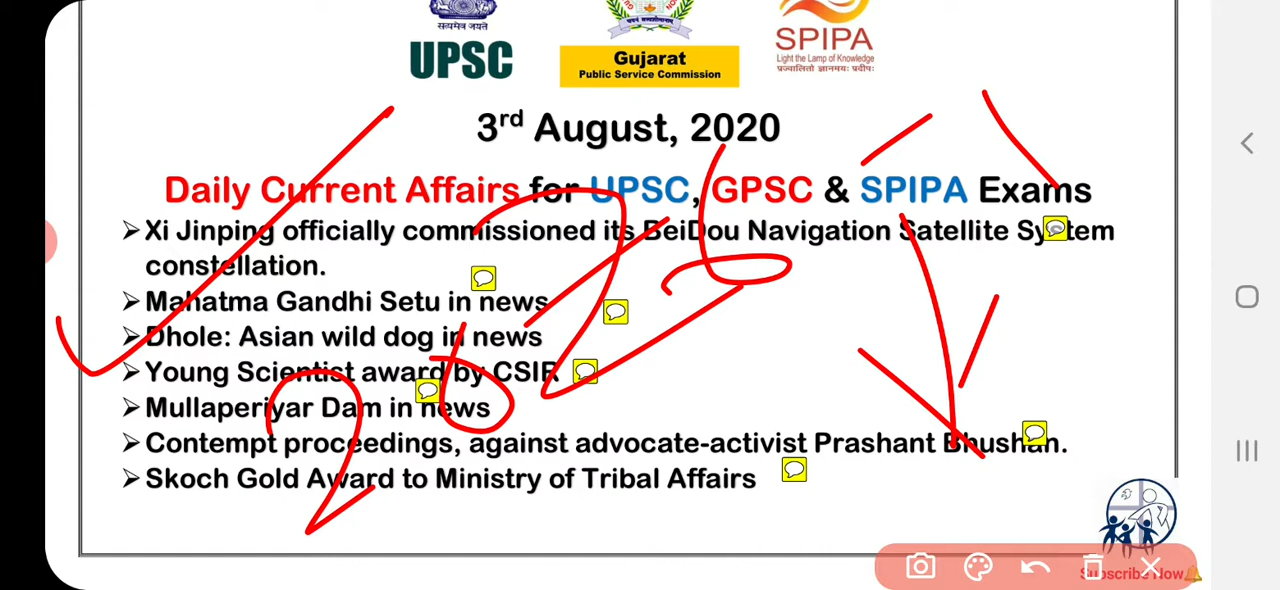 सत्यमेव जयते
UPSC
Gujarat
Public Service Commission
SPIPA
Light the Lamp of Knowledge
प्रज्वालितो ज्ञानमयः प्रदीपः
3rd August, 2020
Daily Current Affairs for UPSC, GPSC & SPIPA Exams
➢ Xi Jinping officially commissioned its BeiDou Navigation Satellite System
constellation.
➢ Mahatma Gandhi Setu in news
➢ Dhole: Asian wild dog in news
➢ Young Scientist award by CSIR
➢ Mullaperiyar Dam in news
➢ Contempt proceedings, against advocate-activist Prashant Bhushan.
➢ Skoch Gold Award to Ministry of Tribal Affairs
Subscribe Now